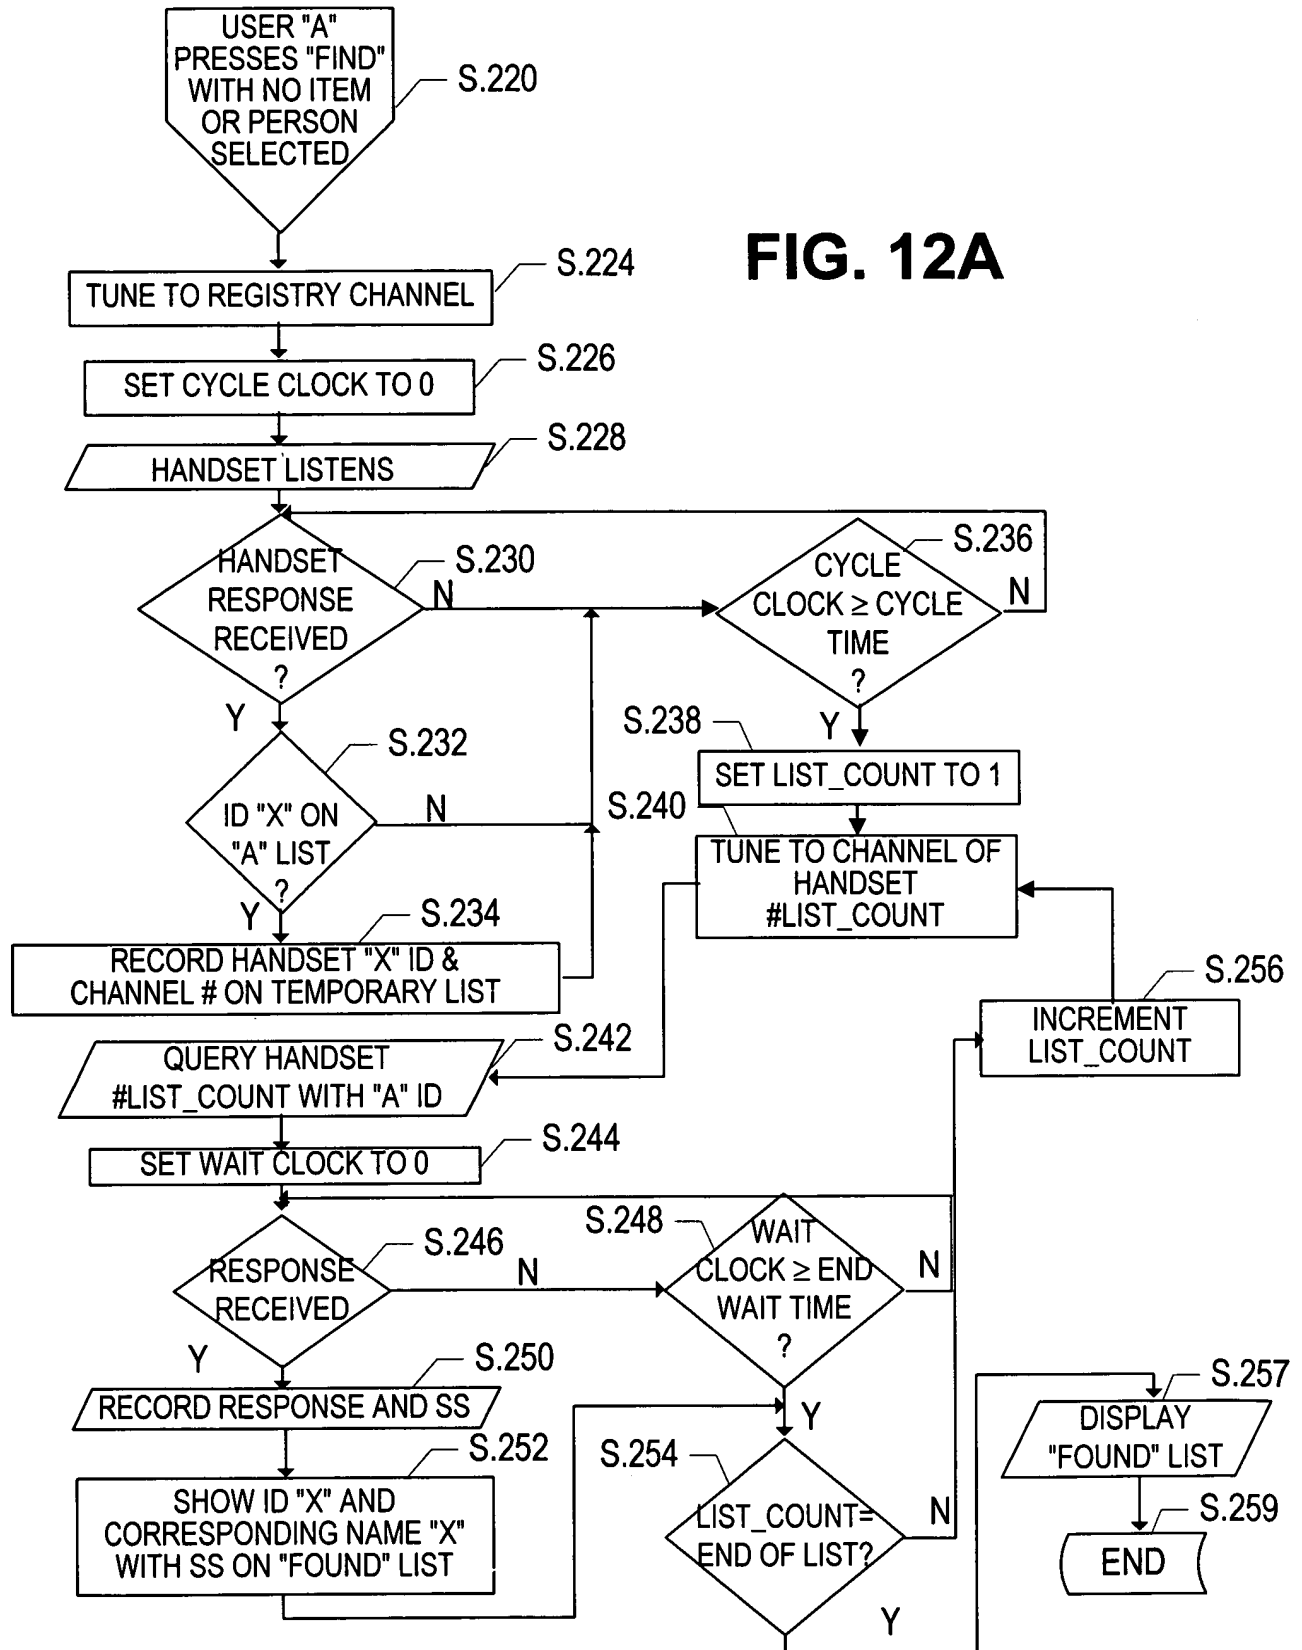 USER "A"
PRESSES "FIND"
WITH NO ITEM
OR PERSON
SELECTED
S.220
FIG. 12A
S.224
TUNE TO REGISTRY CHANNEL
S.226
SET CYCLE CLOCK TO 0
S.228
HANDSET LISTENS
HANDSET
RESPONSE
RECEIVED
?
S.230
N
Y
S.236
CYCLE
CLOCK ≥ CYCLE
TIME
?
N
Y
S.232
ID "X" ON
"A" LIST
?
N
Y
S.238
SET LIST_COUNT TO 1
S.240
TUNE TO CHANNEL OF
HANDSET
#LIST_COUNT
S.234
RECORD HANDSET "X" ID &
CHANNEL # ON TEMPORARY LIST
S.256
INCREMENT
LIST_COUNT
S.242
QUERY HANDSET
#LIST_COUNT WITH "A" ID
S.244
SET WAIT CLOCK TO 0
S.246
RESPONSE
RECEIVED
N
Y
S.248
WAIT
CLOCK ≥ END
WAIT TIME
?
N
Y
S.250
RECORD RESPONSE AND SS
S.252
SHOW ID "X" AND
CORRESPONDING NAME "X"
WITH SS ON "FOUND" LIST
S.254
LIST_COUNT=
END OF LIST?
N
Y
S.257
DISPLAY
"FOUND" LIST
S.259
END